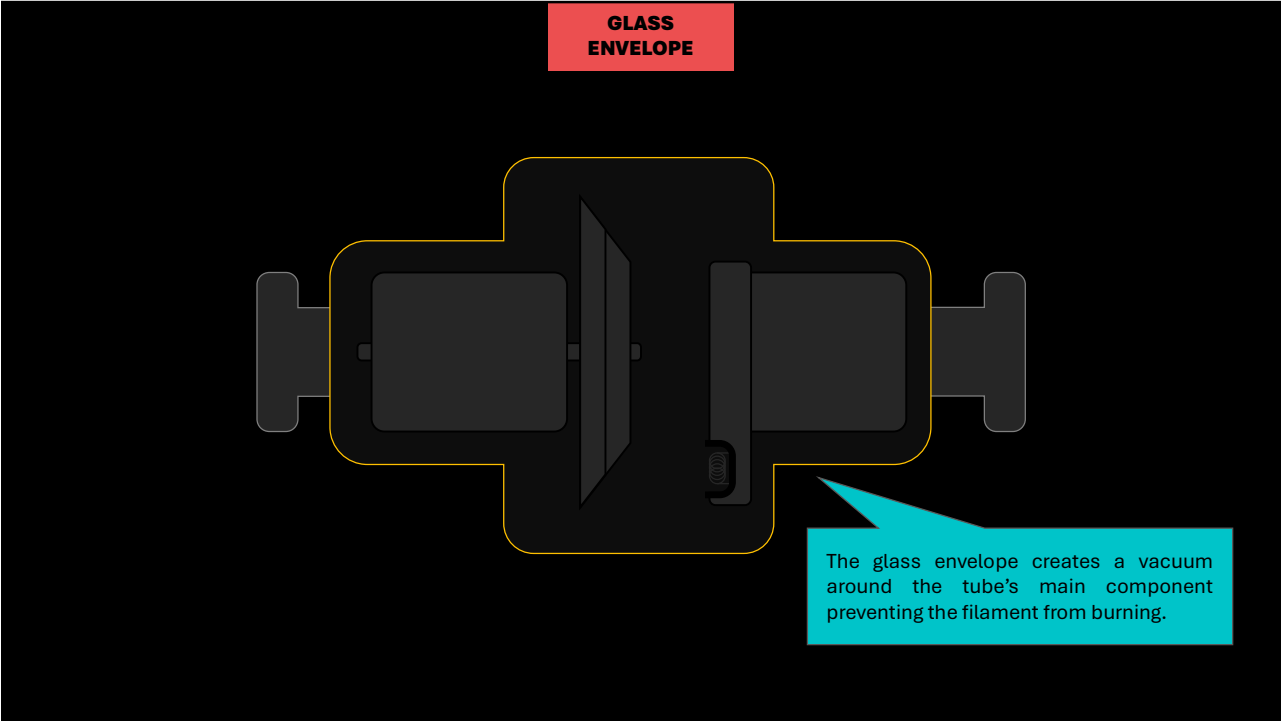 GLASS
ENVELOPE
The glass envelope creates a vacuum
around the tube’s main component
preventing the filament from burning.